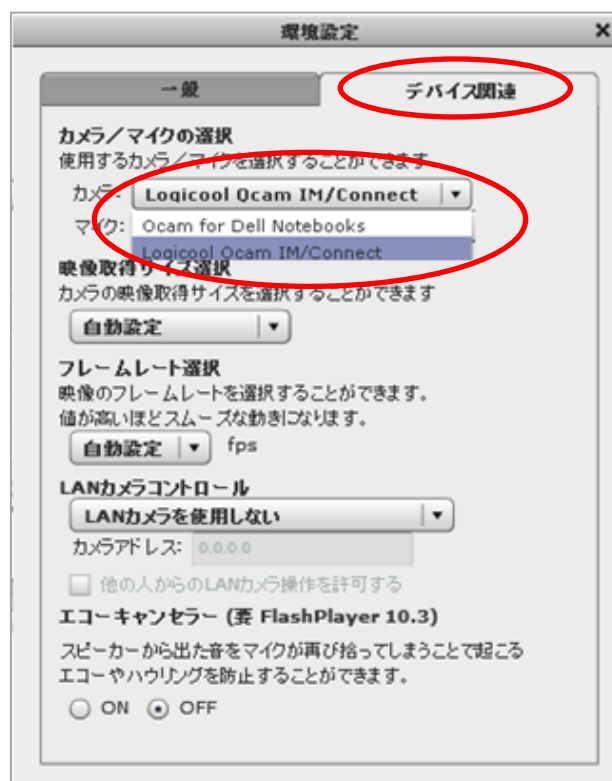 環境設定
一般
デバイス関連
カメラ/マイクの選択
使用するカメラ/マイクを選択することができます
カメラ: Logicool Qcam IM/Connect
マイク: Qcam for Dell Notebooks
Logicool Qcam IM/Connect
映像取得サイズ選択
カメラの映像取得サイズを選択することができます
自動設定
フレームレート選択
映像のフレームレートを選択することができます。
値が高いほどスムーズな動きになります。
自動設定 fps
LANカメラコントロール
LANカメラを使用しない
カメラアドレス: 0.0.0.0
他の人からのLANカメラ操作を許可する
エコーキャンセラー (要 FlashPlayer 10.3)
スピーカーから出た音をマイクが再び拾ってしまうことで起こる
エコーやハウリングを防止することができます。
ON OFF